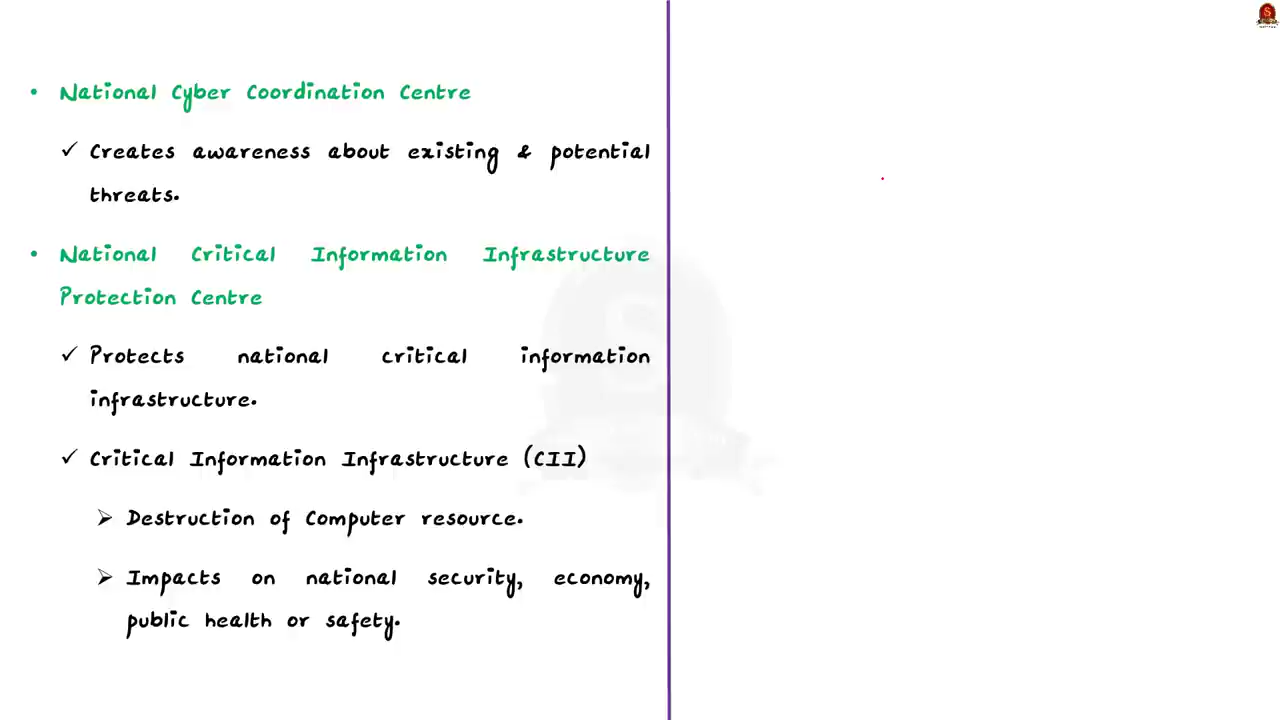 • National Cyber Coordination Centre
✓ Creates awareness about existing & potential
threats.
• National Critical Information Infrastructure
Protection Centre
✓ Protects national critical information
infrastructure.
✓ Critical Information Infrastructure (CII)
➢ Destruction of Computer resource.
➢ Impacts on national security, economy,
public health or safety.